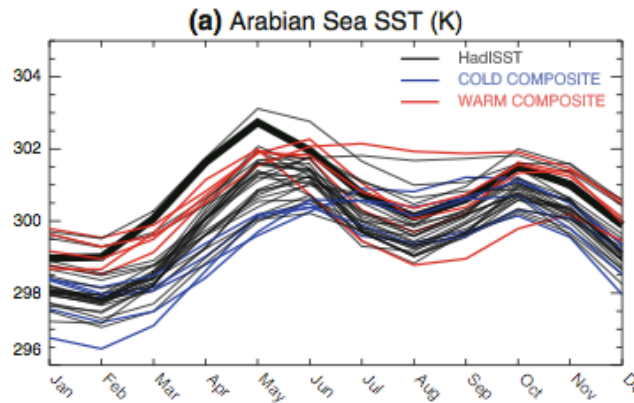 (a) Arabian Sea SST (K)
304
302
300
298
296
HadISST
COLD COMPOSITE
WARM COMPOSITE
Jan Feb Mar Apr May Jun Jul Aug Sep Oct Nov De